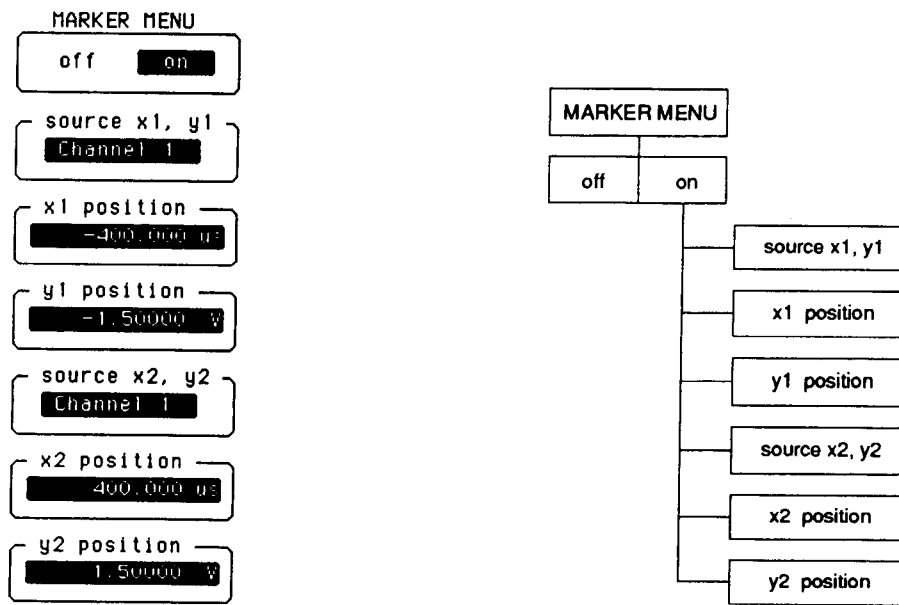 MARKER MENU
off on
source x1, y1
Channel 1
x1 position
-400.000 us
y1 position
-1.50000 V
source x2, y2
Channel 1
x2 position
400.000 us
y2 position
1.50000 V
MARKER MENU
off on
source x1, y1
x1 position
y1 position
source x2, y2
x2 position
y2 position